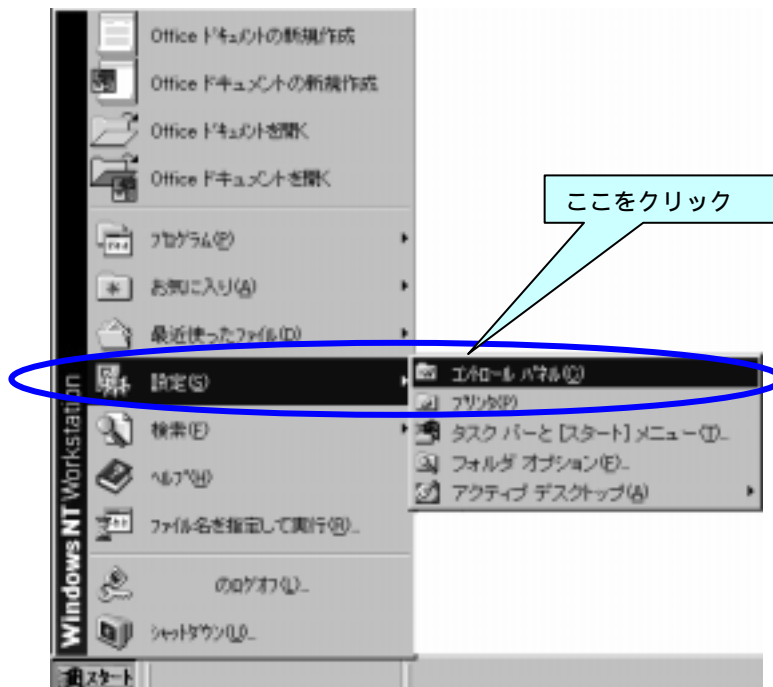 Office ドキュメントの新規作成
Office ドキュメントの新規作成
Office ドキュメントを開く
Office ドキュメントを開く
ここをクリック
プログラム(P)
お気に入り(A)
最近使ったファイル(D)
設定(S)
コントロール パネル(C)
プリンタ(P)
検索(F)
タスク バーと [スタート] メニュー(T)...
フォルダ オプション(F)...
ヘルプ(H)
アクティブ デスクトップ(A)
ファイル名を指定して実行(R)...
のログオフ(L)...
シャットダウン(U)...
Windows NT Workstation
スタート